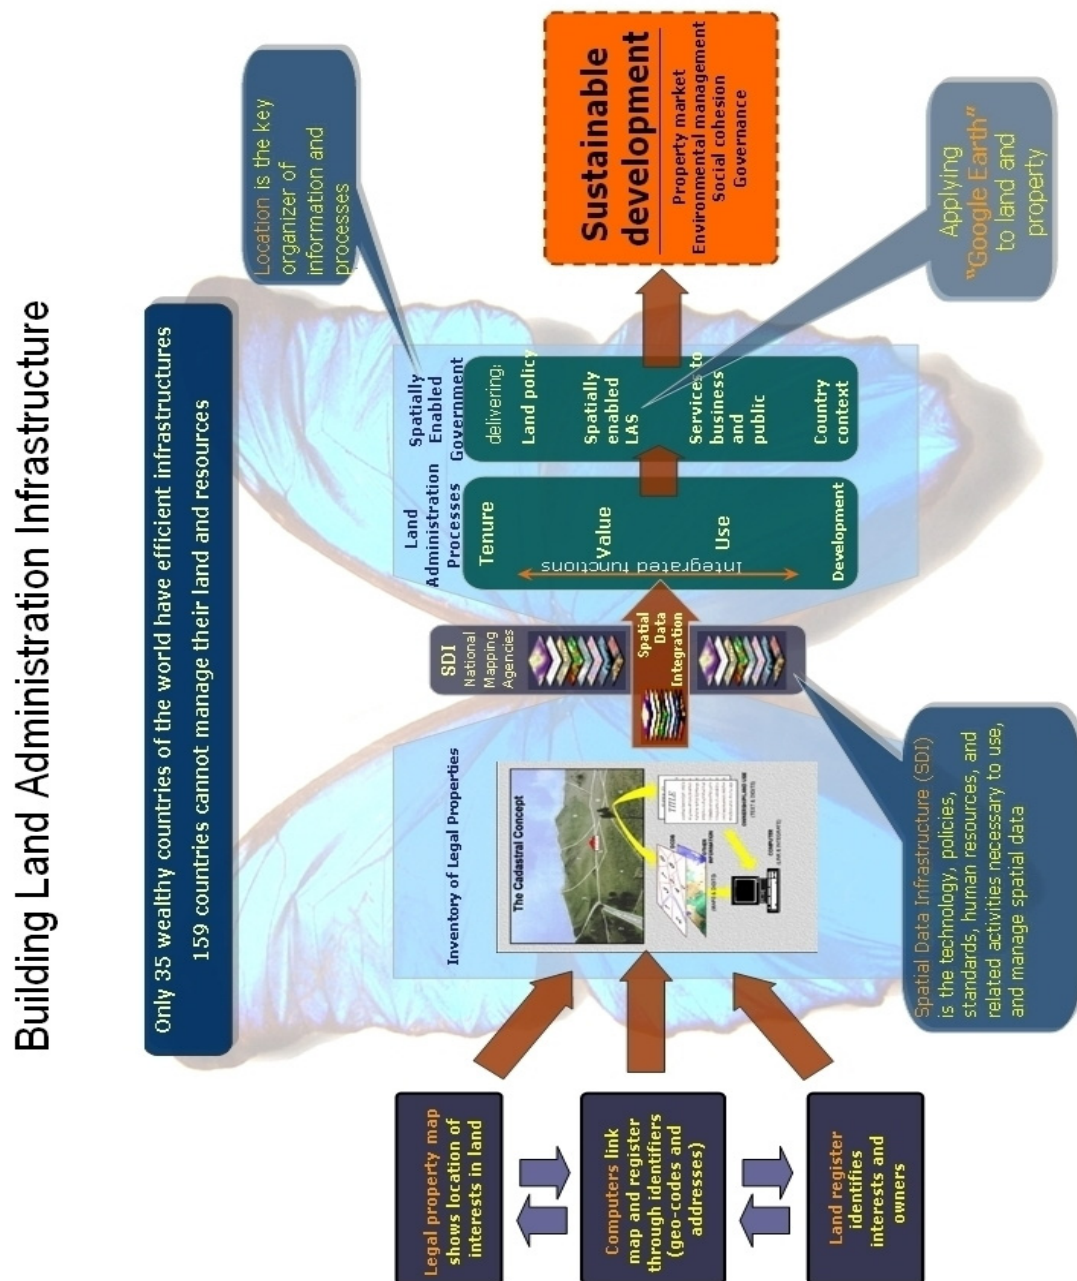 Building Land Administration Infrastructure
Only 35 wealthy countries of the world have efficient infrastructures
159 countries cannot manage their land and resources
Location is the key
organizer of
information and
processes
Legal property map
shows location of
interests in land
Computers link
map and register
through identifiers
(geo-codes and
addresses)
Land register
identifies
interests and
owners
Inventory of Legal Properties
The Cadastral Concept
TITLE
COMPUTER
SDI
National
Mapping
Agencies
Spatial
Data
Integration
Land
Administration
Processes
Tenure
Value
Use
Development
Integrated functions
Spatially
Enabled
Government
delivering:
Land policy
Spatially
enabled
LAS
Services to
business
and
public
Country
context
Sustainable
development
Property market
Environmental management
Social cohesion
Governance
Spatial Data Infrastructure (SDI)
is the technology, policies,
standards, human resources, and
related activities necessary to use,
and manage spatial data
Applying
"Google Earth"
to land and
property